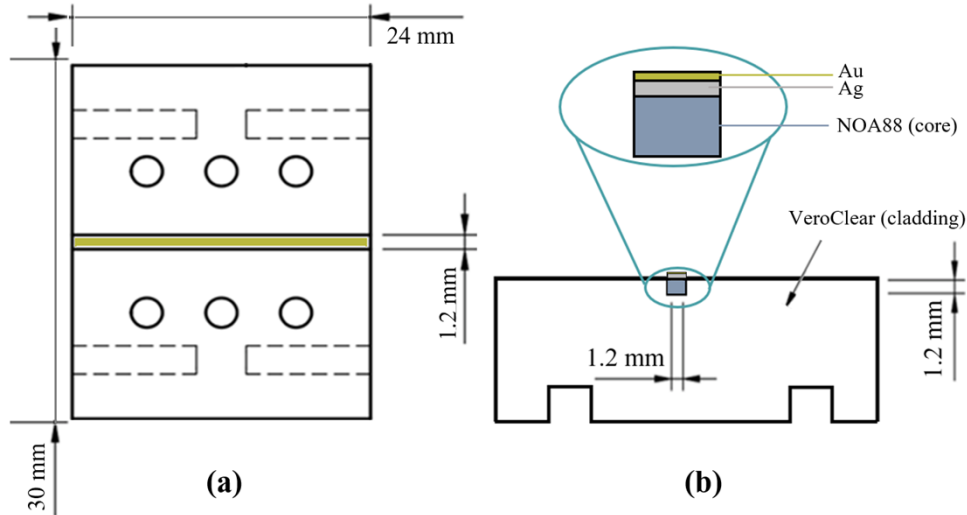 24 mm
1.2 mm
30 mm
(a)
Au
Ag
NOA88 (core)
VeroClear (cladding)
1.2 mm
1.2 mm
(b)